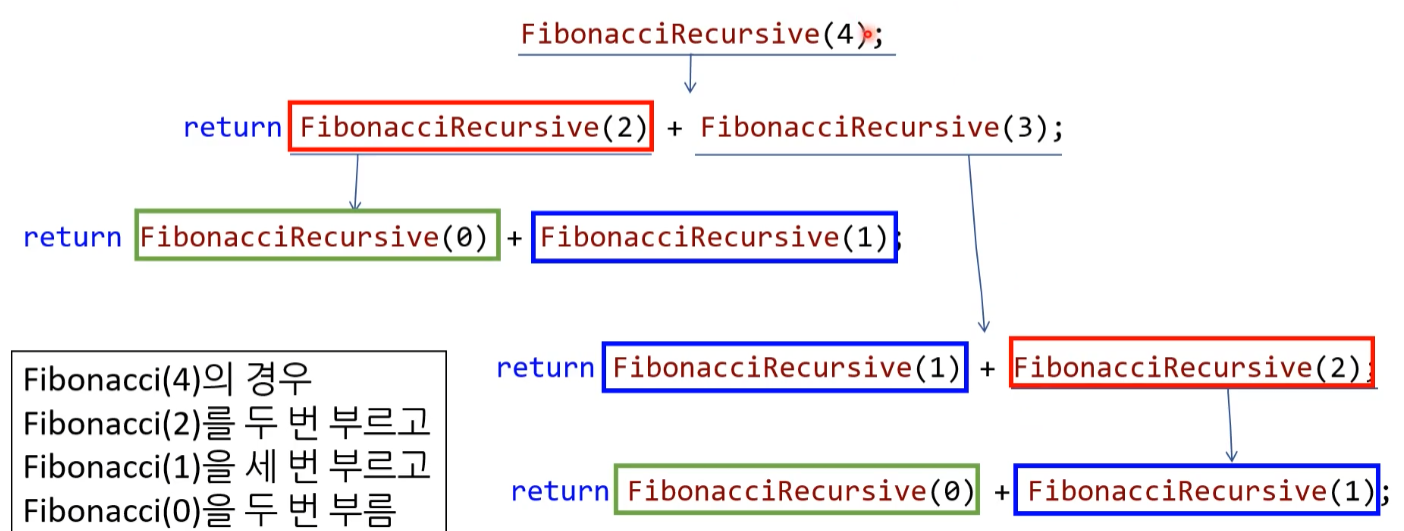 FibonacciRecursive(4);
return FibonacciRecursive(2) + FibonacciRecursive(3);
return FibonacciRecursive(0) + FibonacciRecursive(1);
return FibonacciRecursive(1) + FibonacciRecursive(2);
return FibonacciRecursive(0) + FibonacciRecursive(1);
Fibonacci(4)의 경우
Fibonacci(2)를 두 번 부르고
Fibonacci(1)을 세 번 부르고
Fibonacci(0)을 두 번 부름